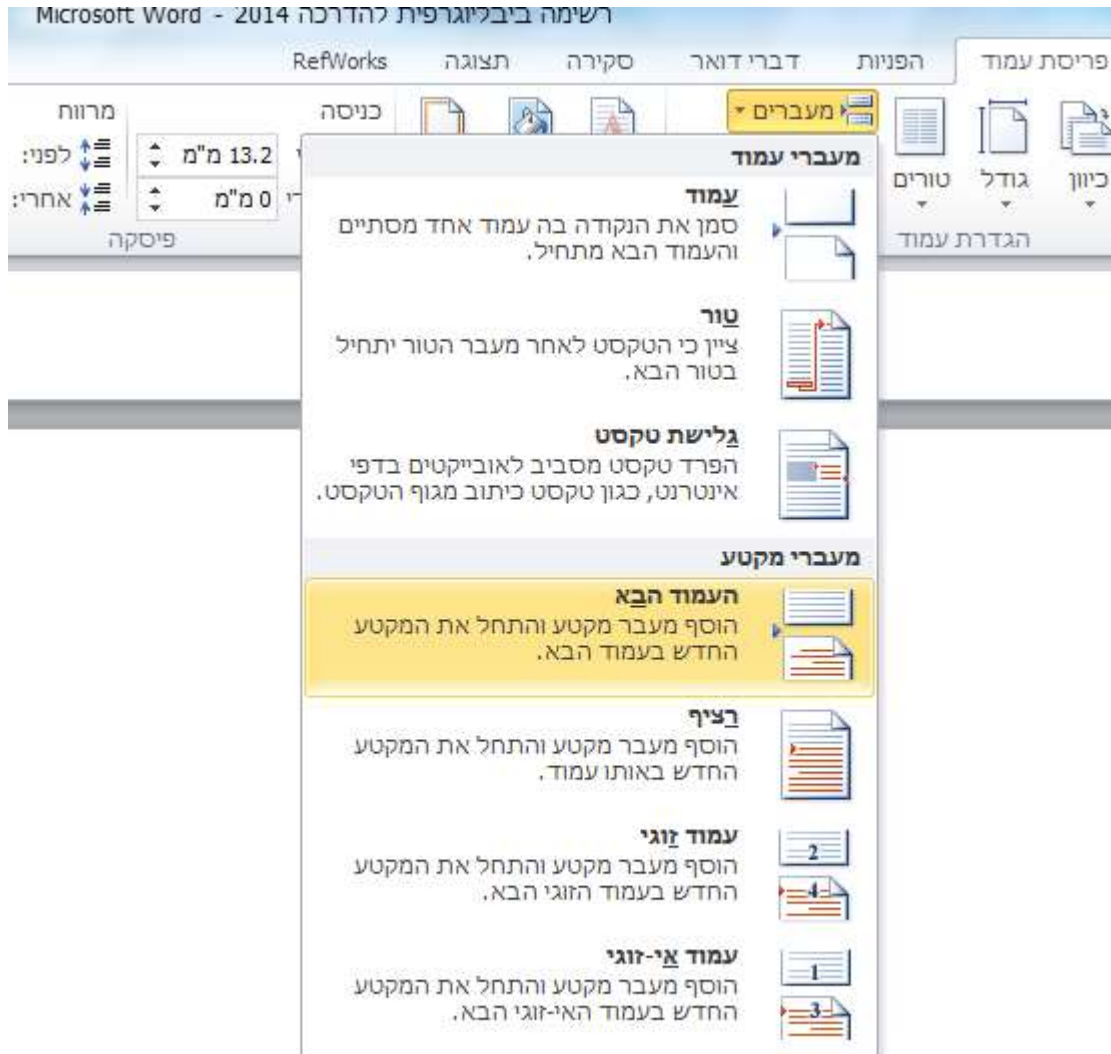 רשימה ביבליוגרפית להדרכה 2014 - Microsoft Word
פריסת עמוד הפניות דברי דואר סקירה תצוגה RefWorks
מעברים כניסה מרווח
לפני: 13.2 מ"מ
אחרי: 0 מ"מ
כיוון גודל טורים
הגדרת עמוד פיסקה
מעברי עמוד
עמוד
סמן את הנקודה בה עמוד אחד מסתיים
והעמוד הבא מתחיל.
טור
ציין כי הטקסט לאחר מעבר הטור יתחיל
בטור הבא.
גלישת טקסט
הפרד טקסט מסביב לאובייקטים בדפי
אינטרנט, כגון טקסט כיתוב מגוף הטקסט.
מעברי מקטע
העמוד הבא
הוסף מעבר מקטע והתחל את המקטע
החדש בעמוד הבא.
רציף
הוסף מעבר מקטע והתחל את המקטע
החדש באותו עמוד.
2
4
עמוד זוגי
הוסף מעבר מקטע והתחל את המקטע
החדש בעמוד הזוגי הבא.
1
3
עמוד אי-זוגי
הוסף מעבר מקטע והתחל את המקטע
החדש בעמוד האי-זוגי הבא.